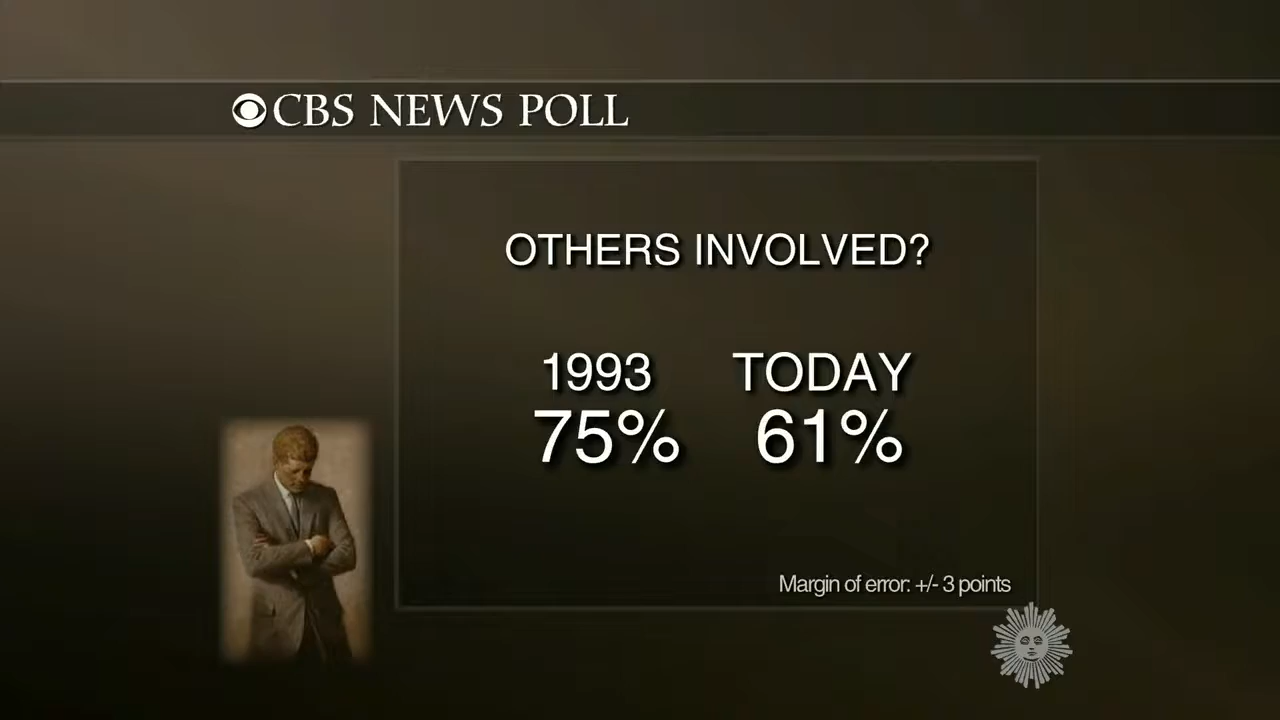 CBS NEWS POLL
OTHERS INVOLVED?
1993 TODAY
75% 61%
Margin of error: +/- 3 points